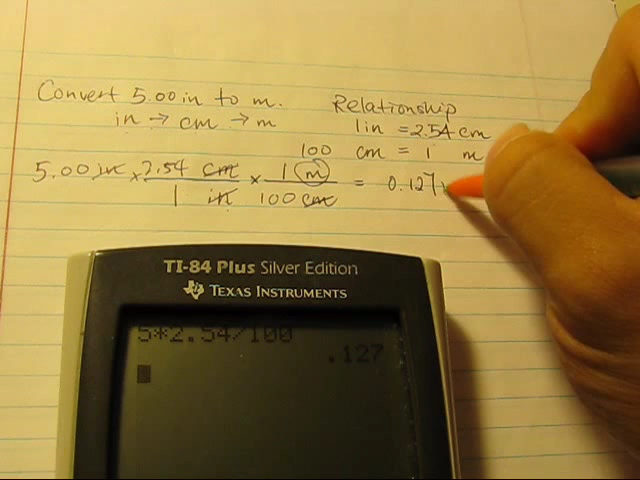 Convert 5.00 in to m.
in → cm → m
Relationship
1 in = 2.54 cm
100 cm = 1 m
5.00 in × 2.54 cm / 1 in × 1 m / 100 cm = 0.127
TI-84 Plus Silver Edition
TEXAS INSTRUMENTS
5*2.54/100
.127